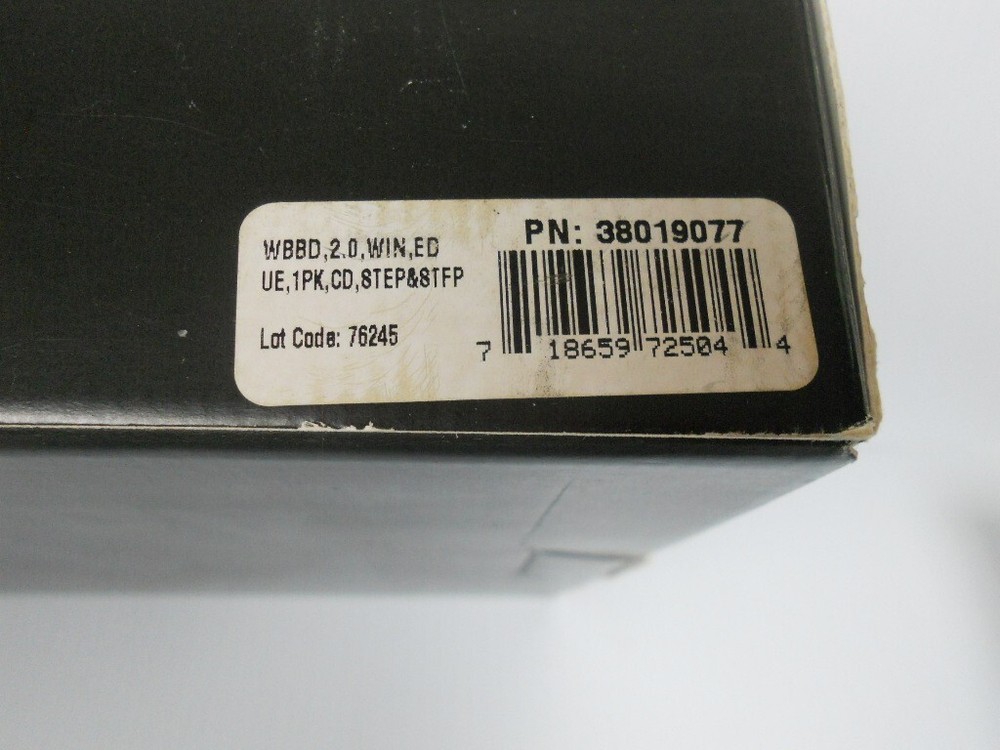 WBBD,2.0,WIN,ED
UE,1PK,CD,STEP&STFP
Lot Code: 76245
PN: 38019077
7 18659 72504 4